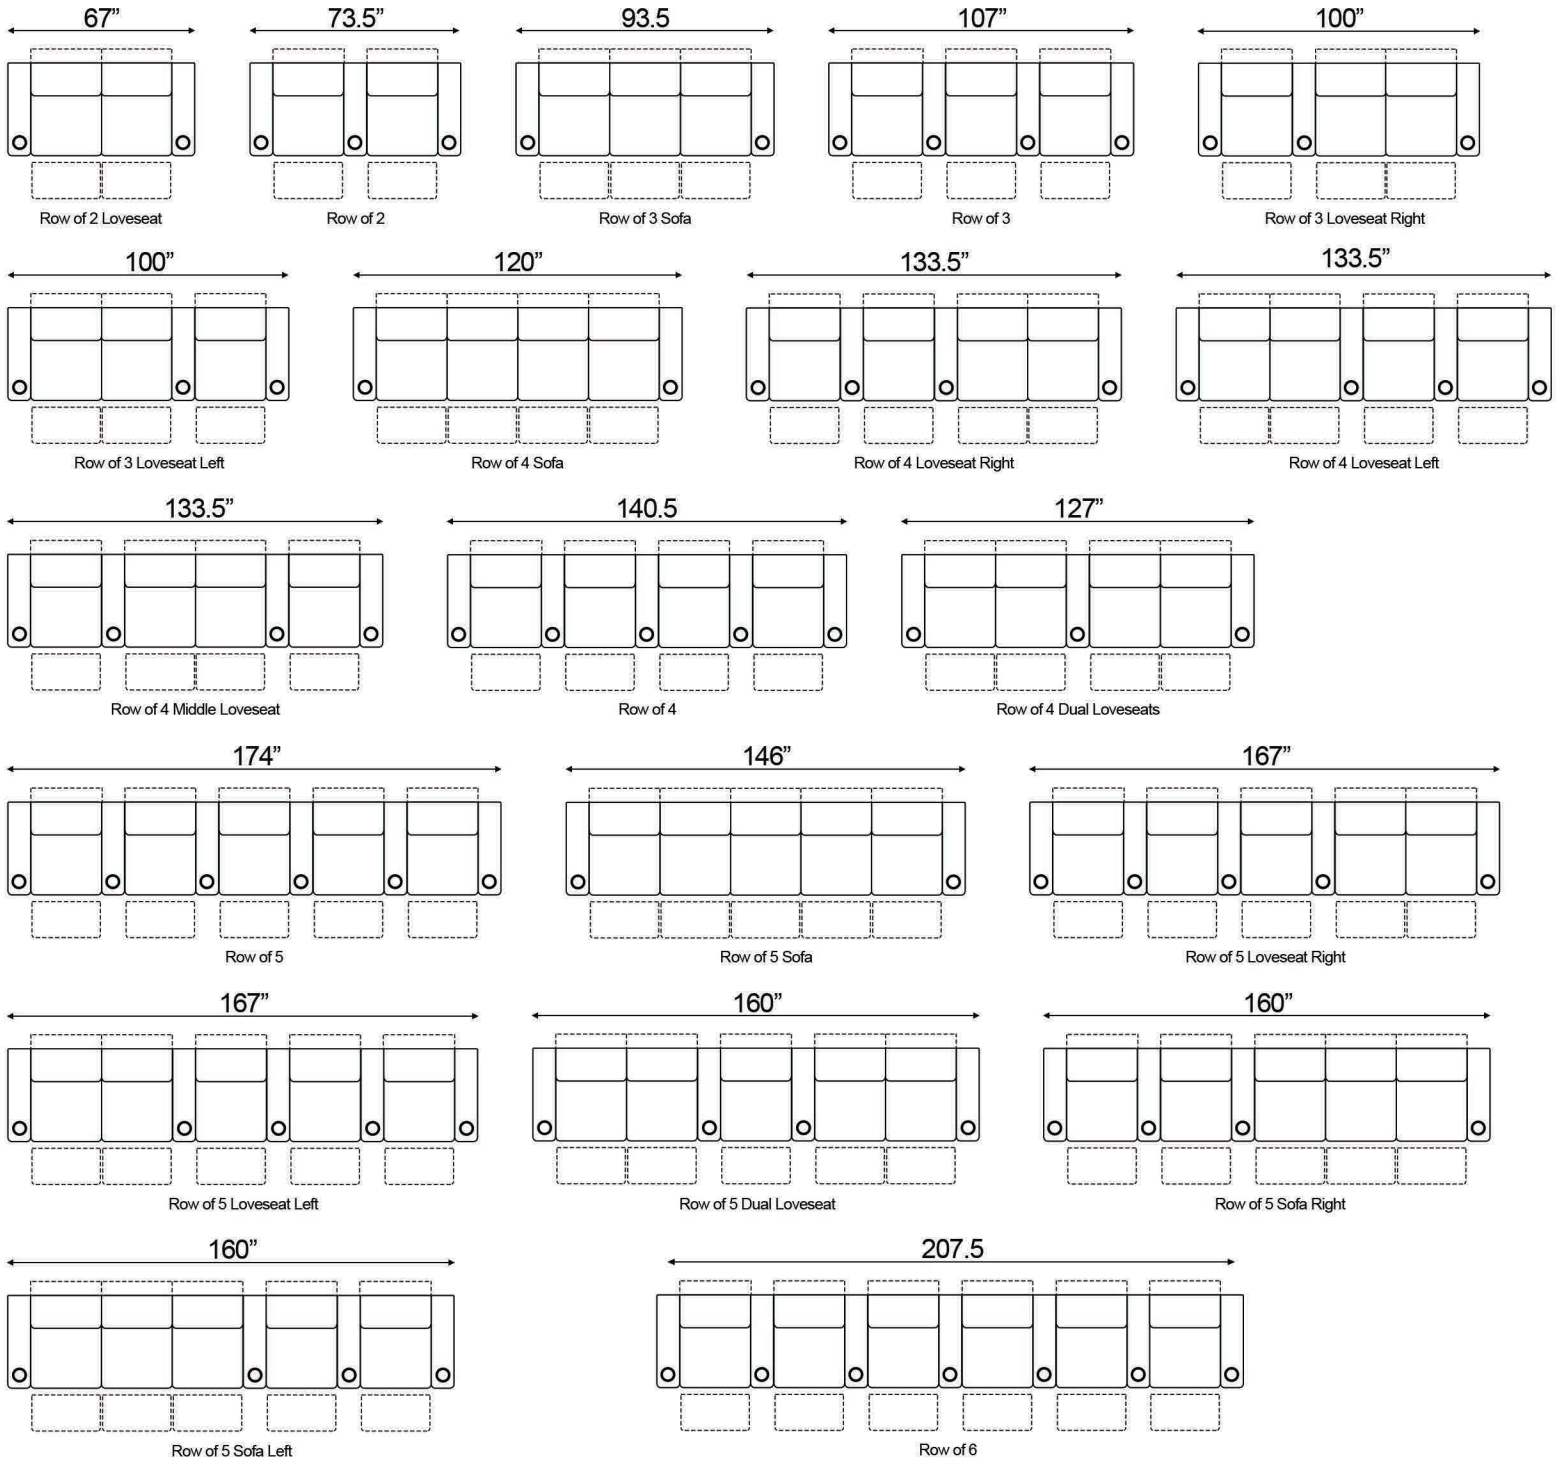 67” 73.5” 93.5 107” 100”
Row of 2 Loveseat Row of 2 Row of 3 Sofa Row of 3 Row of 3 Loveseat Right
100” 120” 133.5” 133.5”
Row of 3 Loveseat Left Row of 4 Sofa Row of 4 Loveseat Right Row of 4 Loveseat Left
133.5” 140.5 127”
Row of 4 Middle Loveseat Row of 4 Row of 4 Dual Loveseats
174” 146” 167”
Row of 5 Row of 5 Sofa Row of 5 Loveseat Right
167” 160” 160”
Row of 5 Loveseat Left Row of 5 Dual Loveseat Row of 5 Sofa Right
160” 207.5
Row of 5 Sofa Left Row of 6